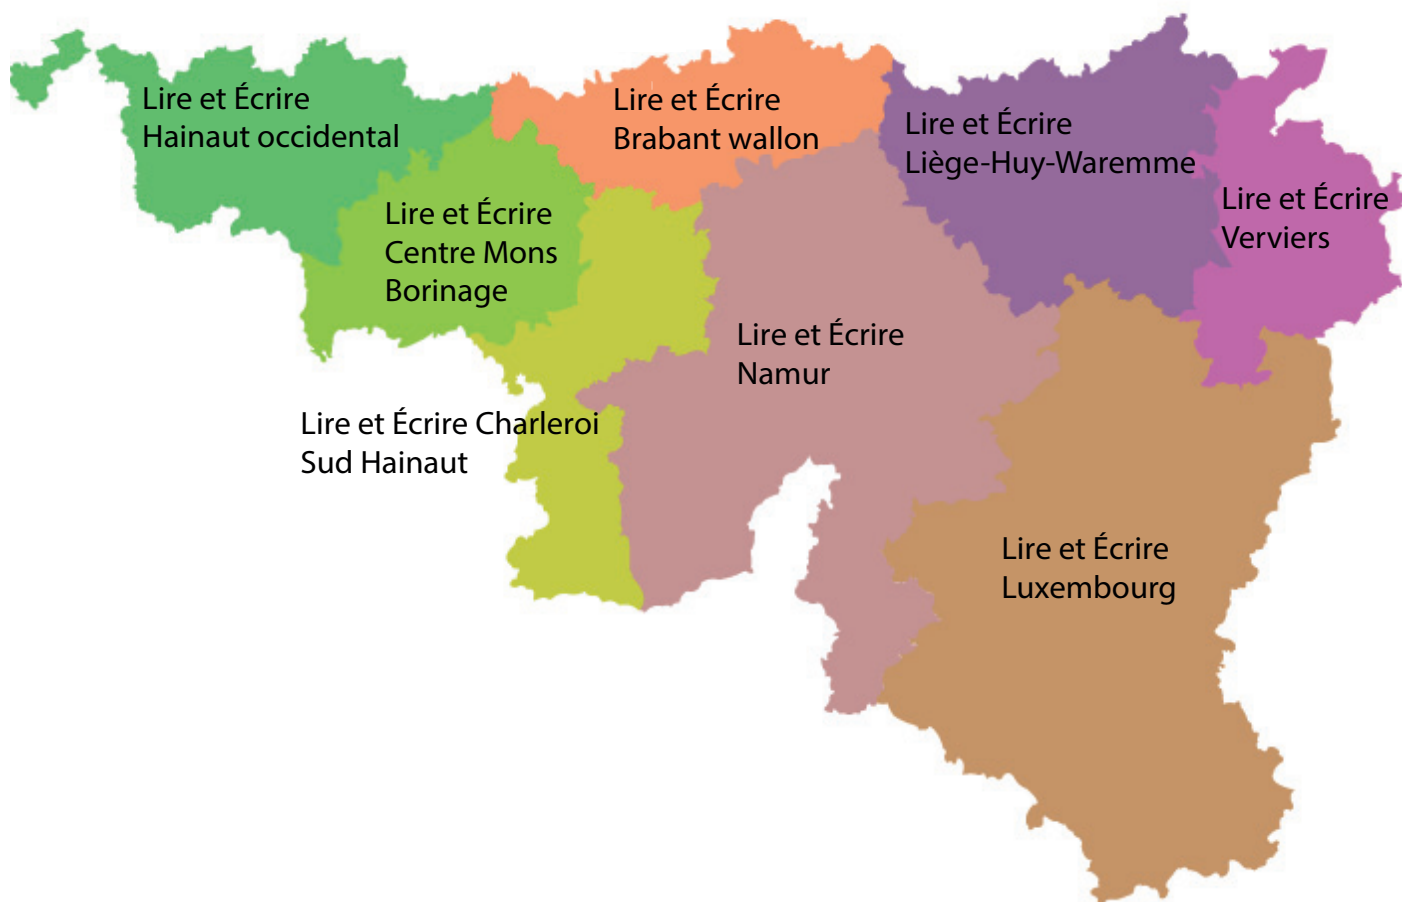 Lire et Écrire
Hainaut occidental
Lire et Écrire
Brabant wallon
Lire et Écrire
Liège-Huy-Waremme
Lire et Écrire
Verviers
Lire et Écrire
Centre Mons
Borinage
Lire et Écrire
Namur
Lire et Écrire Charleroi
Sud Hainaut
Lire et Écrire
Luxembourg